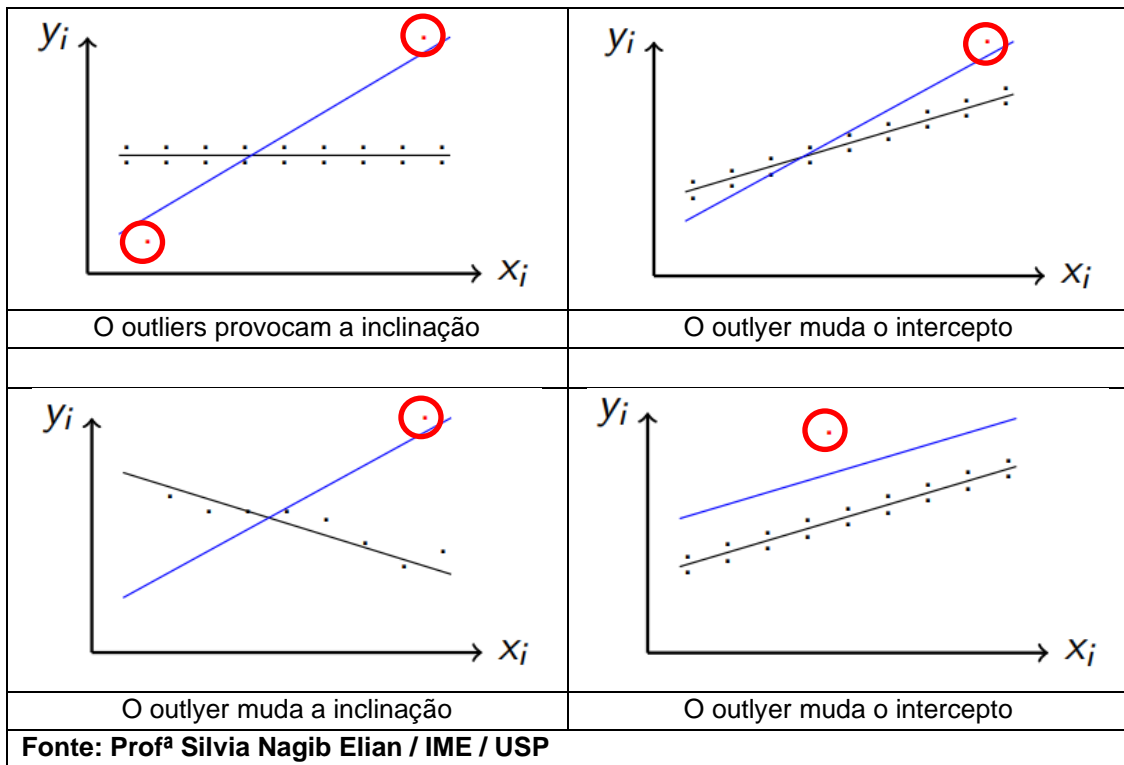 yᵢ
xᵢ
O outliers provocam a inclinação
yᵢ
xᵢ
O outlyer muda o intercepto
yᵢ
xᵢ
O outlyer muda a inclinação
yᵢ
xᵢ
O outlyer muda o intercepto
Fonte: Profª Silvia Nagib Elian / IME / USP